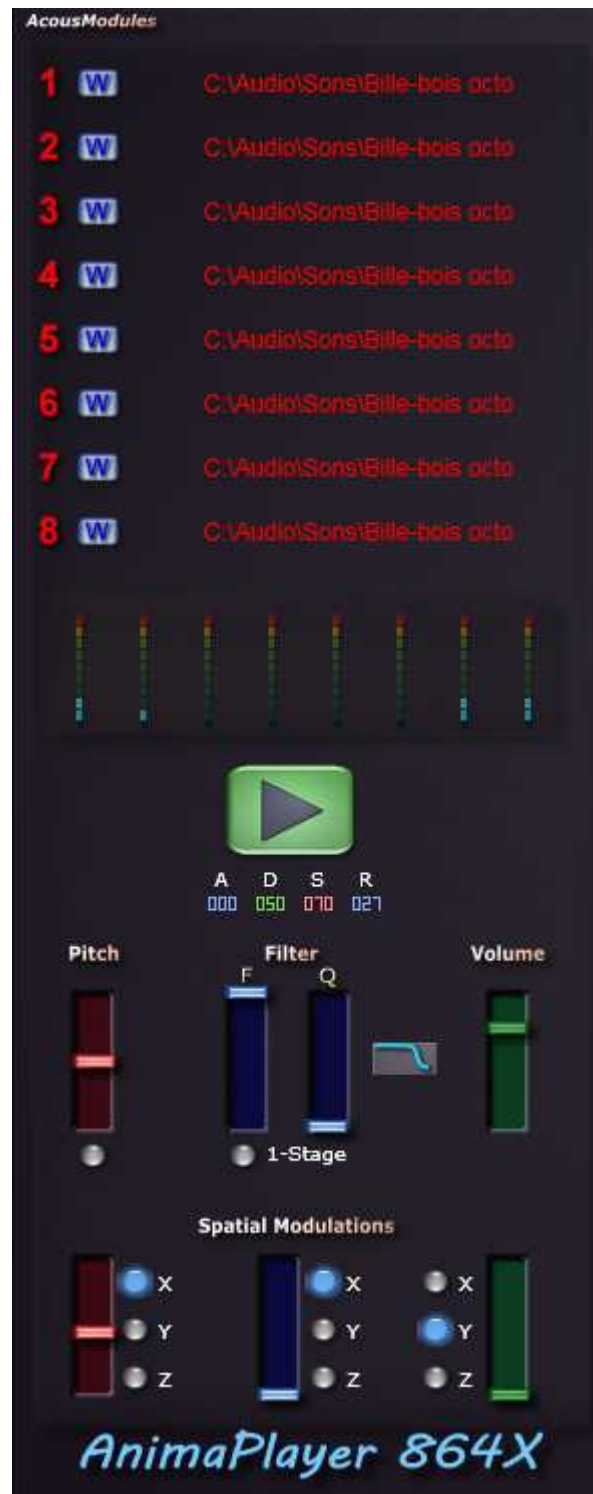 AcousModules
1 W C:\Audio\Sons\Bille-bois octo
2 W C:\Audio\Sons\Bille-bois octo
3 W C:\Audio\Sons\Bille-bois octo
4 W C:\Audio\Sons\Bille-bois octo
5 W C:\Audio\Sons\Bille-bois octo
6 W C:\Audio\Sons\Bille-bois octo
7 W C:\Audio\Sons\Bille-bois octo
8 W C:\Audio\Sons\Bille-bois octo
A D S R
000 050 070 027
Pitch Filter Volume
F Q
1-Stage
Spatial Modulations
X X X
Y Y Y
Z Z Z
AnimaPlayer 864X